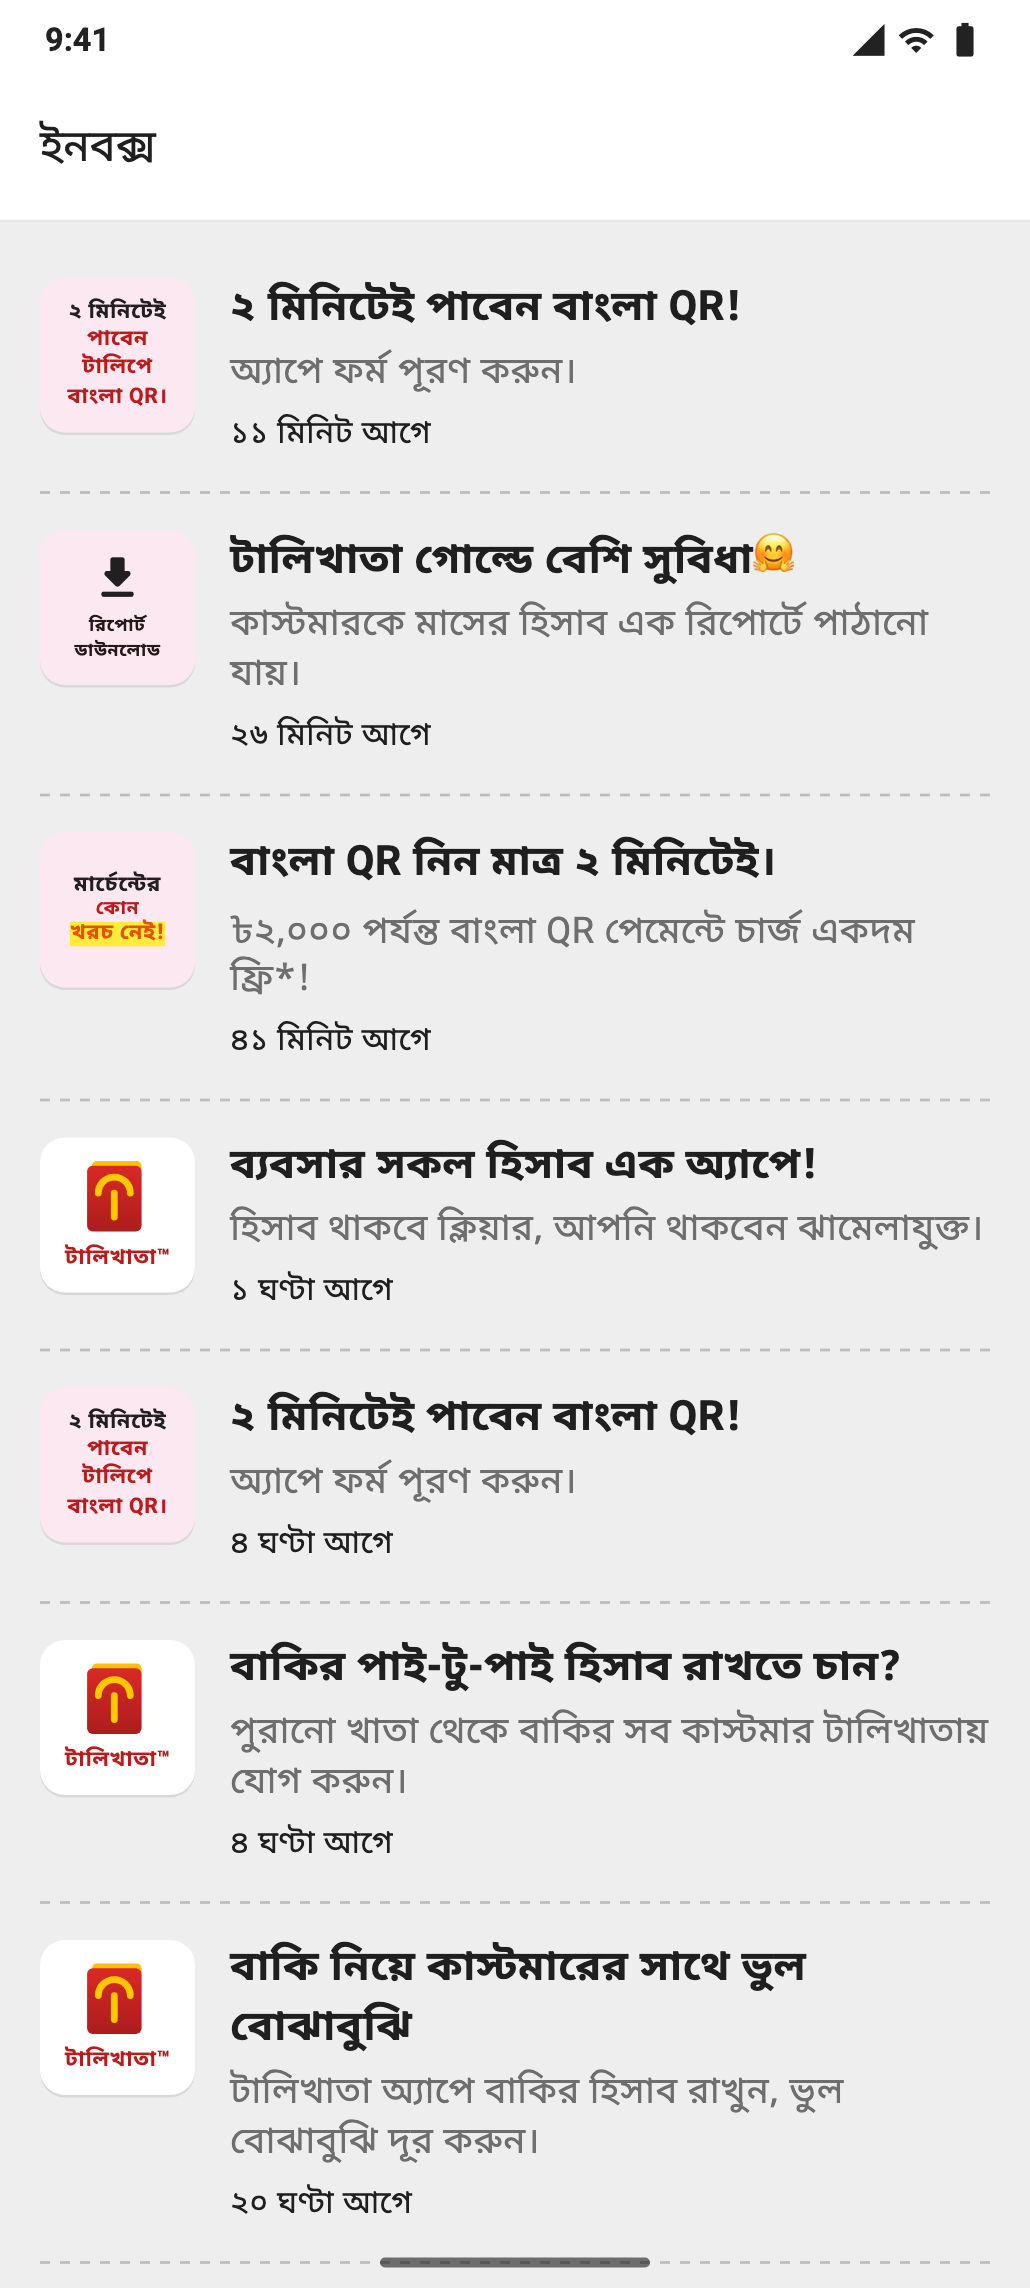 9:41
ইনবক্স
২ মিনিটেই
পাবেন
টালিপে
বাংলা QR।
২ মিনিটেই পাবেন বাংলা QR!
অ্যাপে ফর্ম পূরণ করুন।
১১ মিনিট আগে
রিপোর্ট
ডাউনলোড
টালিখাতা গোল্ডে বেশি সুবিধা🤗
কাস্টমারকে মাসের হিসাব এক রিপোর্টে পাঠানো
যায়।
২৬ মিনিট আগে
মার্চেন্টের
কোন
খরচ নেই!
বাংলা QR নিন মাত্র ২ মিনিটেই।
৳২,০০০ পর্যন্ত বাংলা QR পেমেন্টে চার্জ একদম
ফ্রি*!
৪১ মিনিট আগে
টালিখাতা™
ব্যবসার সকল হিসাব এক অ্যাপে!
হিসাব থাকবে ক্লিয়ার, আপনি থাকবেন ঝামেলাযুক্ত।
১ ঘণ্টা আগে
২ মিনিটেই
পাবেন
টালিপে
বাংলা QR।
২ মিনিটেই পাবেন বাংলা QR!
অ্যাপে ফর্ম পূরণ করুন।
৪ ঘণ্টা আগে
টালিখাতা™
বাকির পাই-টু-পাই হিসাব রাখতে চান?
পুরানো খাতা থেকে বাকির সব কাস্টমার টালিখাতায়
যোগ করুন।
৪ ঘণ্টা আগে
টালিখাতা™
বাকি নিয়ে কাস্টমারের সাথে ভুল
বোঝাবুঝি
টালিখাতা অ্যাপে বাকির হিসাব রাখুন, ভুল
বোঝাবুঝি দূর করুন।
২০ ঘণ্টা আগে